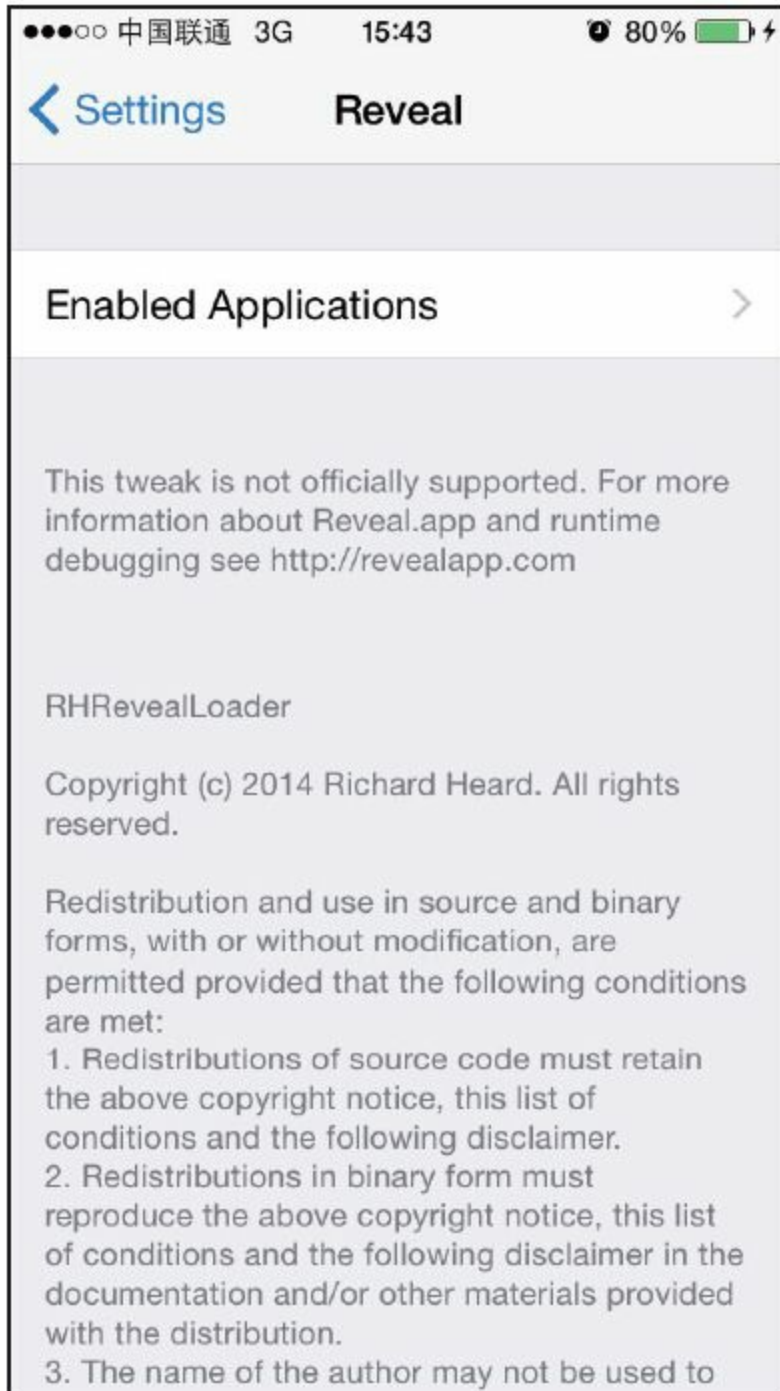 中国联通 3G 15:43 80%
Settings Reveal
Enabled Applications
This tweak is not officially supported. For more
information about Reveal.app and runtime
debugging see http://revealapp.com
RHRevealLoader
Copyright (c) 2014 Richard Heard. All rights
reserved.
Redistribution and use in source and binary
forms, with or without modification, are
permitted provided that the following conditions
are met:
1. Redistributions of source code must retain
the above copyright notice, this list of
conditions and the following disclaimer.
2. Redistributions in binary form must
reproduce the above copyright notice, this list
of conditions and the following disclaimer in the
documentation and/or other materials provided
with the distribution.
3. The name of the author may not be used to